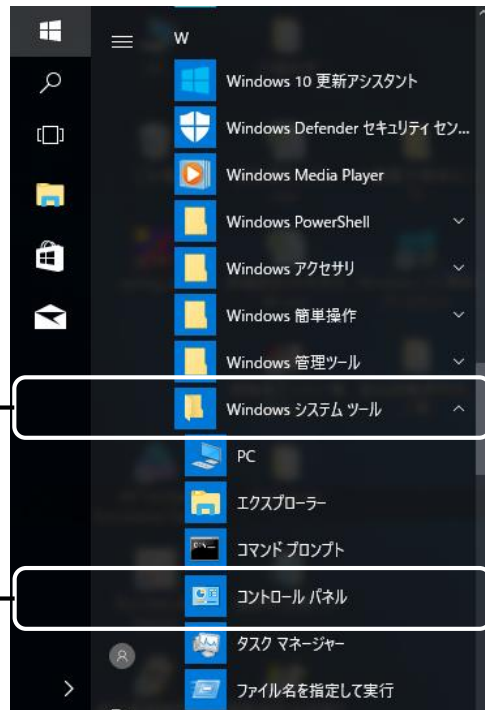 W
Windows 10 更新アシスタント
Windows Defender セキュリティ セン...
Windows Media Player
Windows PowerShell
Windows アクセサリ
Windows 簡単操作
Windows 管理ツール
Windows システム ツール
PC
エクスプローラー
コマンド プロンプト
コントロール パネル
タスク マネージャー
ファイル名を指定して実行